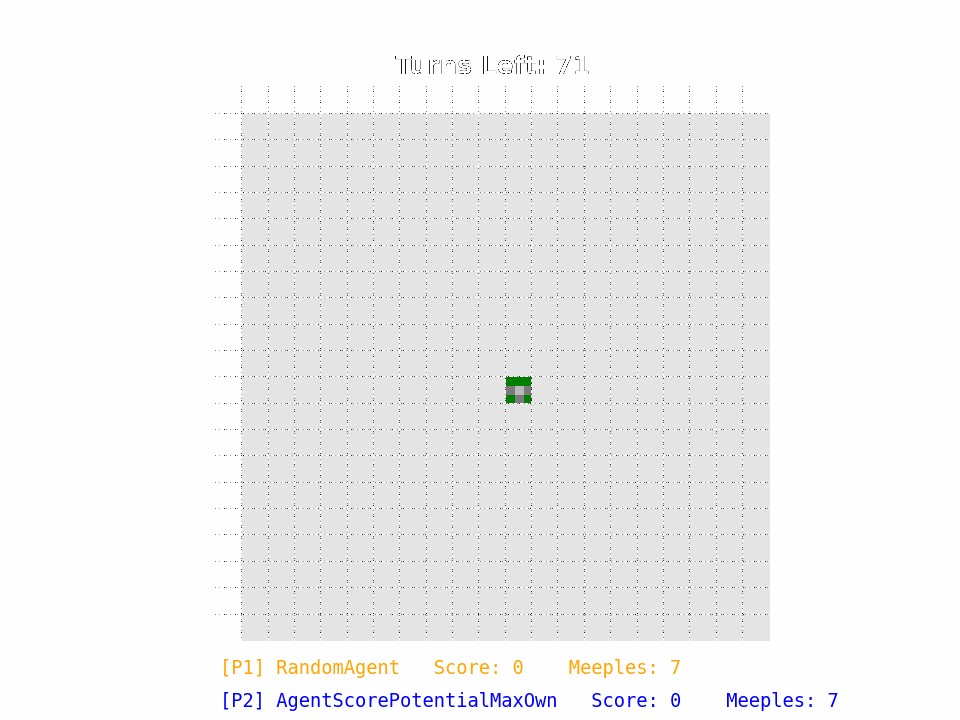 Turns Left: 71
[P1] RandomAgent Score: 0 Meeples: 7
[P2] AgentScorePotentialMaxOwn Score: 0 Meeples: 7